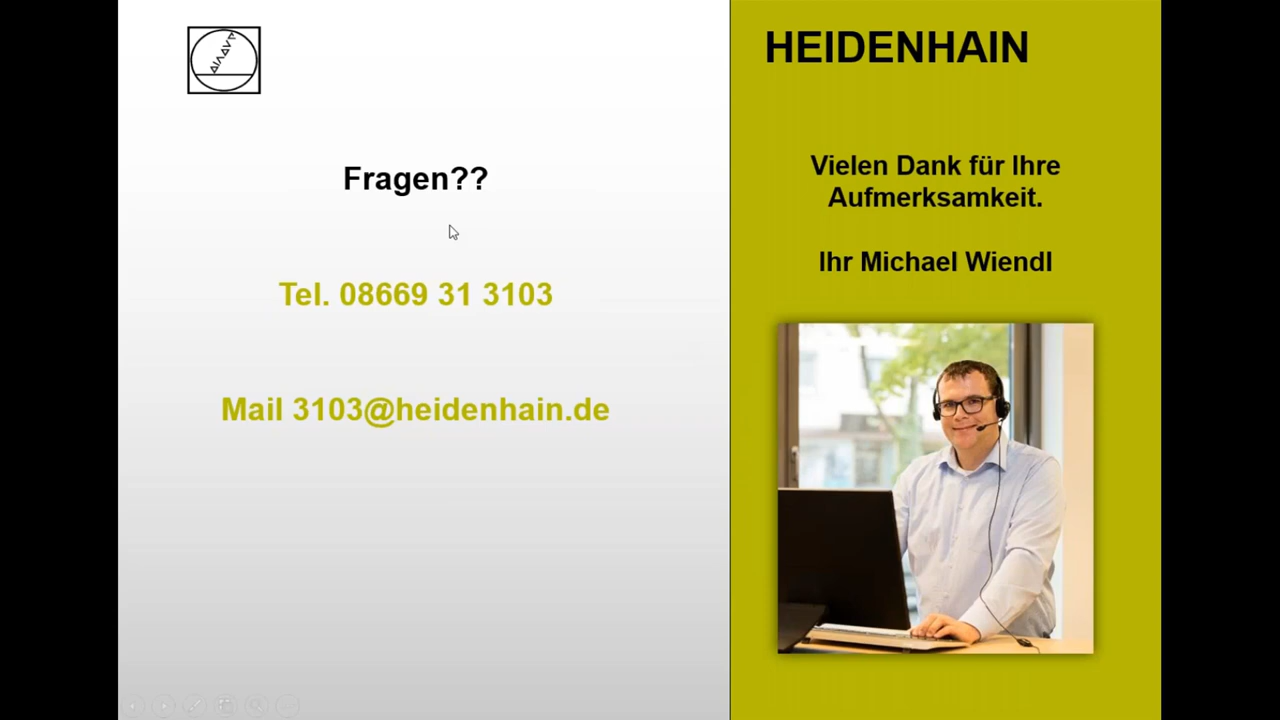 Fragen??
Tel. 08669 31 3103
Mail 3103@heidenhain.de
HEIDENHAIN
Vielen Dank für Ihre
Aufmerksamkeit.
Ihr Michael Wiendl